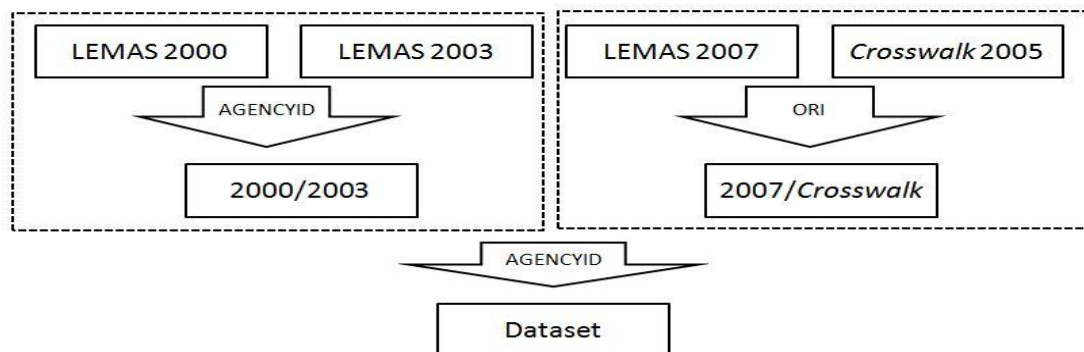 LEMAS 2000
LEMAS 2003
LEMAS 2007
Crosswalk 2005
AGENCYID
ORI
2000/2003
2007/Crosswalk
AGENCYID
Dataset